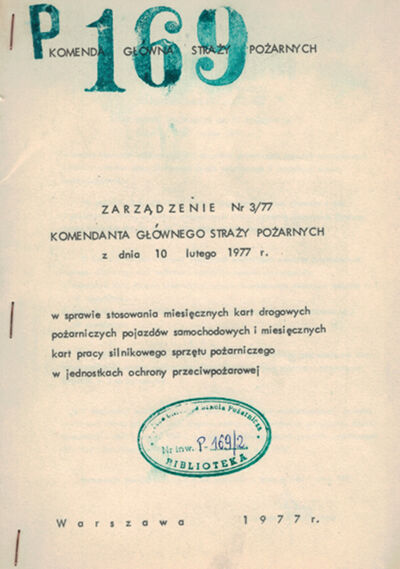 P 169
KOMENDA GŁÓWNA STRAŻY POŻARNYCH
ZARZĄDZENIE Nr 3/77
KOMENDANTA GŁÓWNEGO STRAŻY POŻARNYCH
z dnia 10 lutego 1977 r.
w sprawie stosowania miesięcznych kart drogowych
pożarniczych pojazdów samochodowych i miesięcznych
kart pracy silnikowego sprzętu pożarniczego
w jednostkach ochrony przeciwpożarowej
Szkoła Pożarnicza
Nr inw. P-169/2.
BIBLIOTEKA
Warszawa 1977 r.